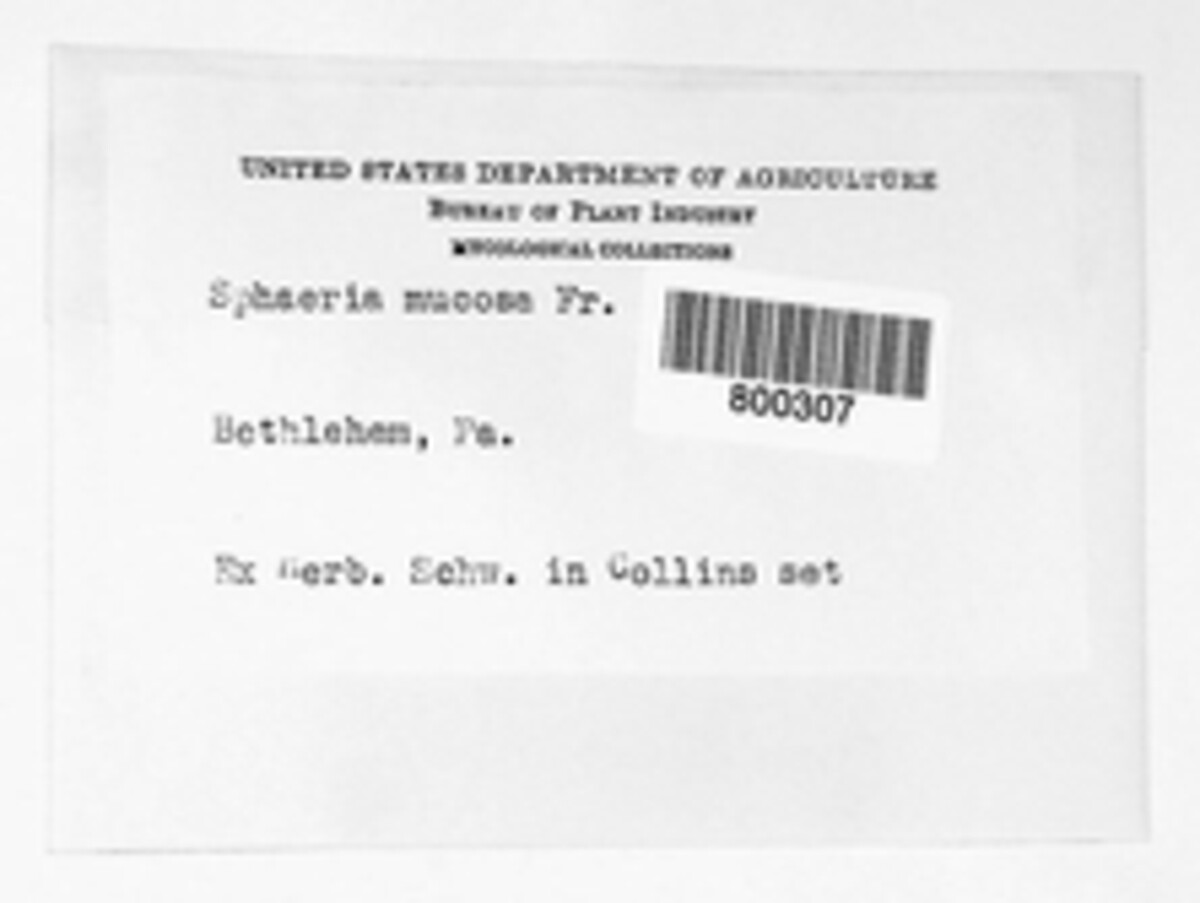 UNITED STATES DEPARTMENT OF AGRICULTURE
BUREAU OF PLANT INDUSTRY
MYCOLOGICAL COLLECTIONS
Sphaeria mucosa Fr.
800307
Bethlehem, Pa.
Ex Herb. Schw. in Collins set